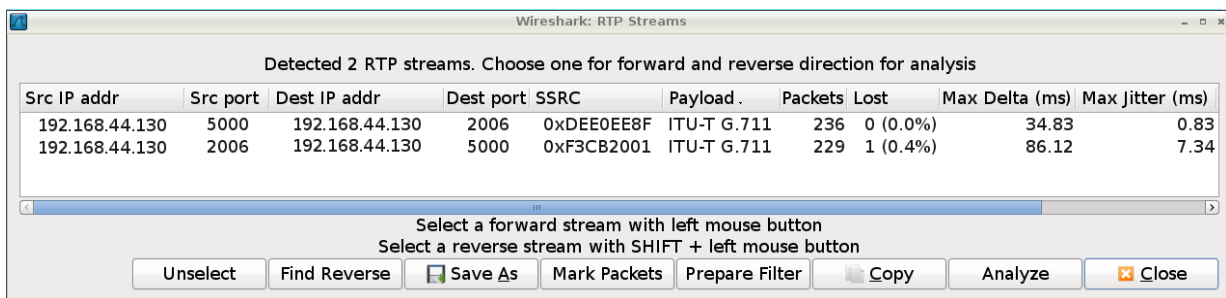 Wireshark: RTP Streams
Detected 2 RTP streams. Choose one for forward and reverse direction for analysis
Src IP addr Src port Dest IP addr Dest port SSRC Payload . Packets Lost Max Delta (ms) Max Jitter (ms)
192.168.44.130 5000 192.168.44.130 2006 0xDEE0EE8F ITU-T G.711 236 0 (0.0%) 34.83 0.83
192.168.44.130 2006 192.168.44.130 5000 0xF3CB2001 ITU-T G.711 229 1 (0.4%) 86.12 7.34
Select a forward stream with left mouse button
Select a reverse stream with SHIFT + left mouse button
Unselect Find Reverse Save As Mark Packets Prepare Filter Copy Analyze Close